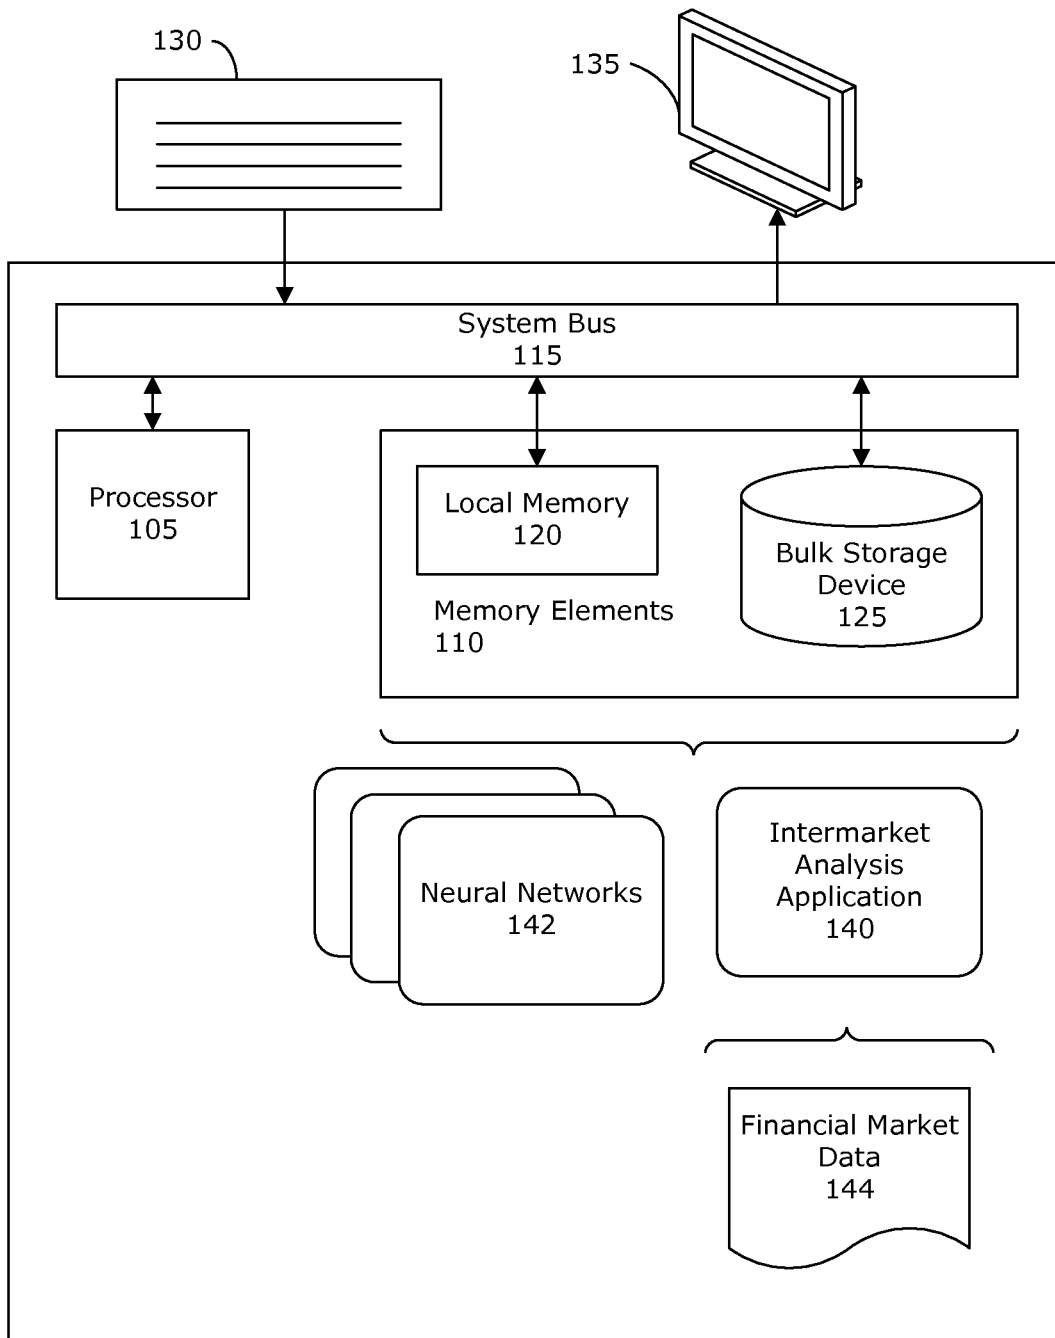 130
135
System Bus
115
Processor
105
Local Memory
120
Memory Elements
110
Bulk Storage
Device
125
Neural Networks
142
Intermarket
Analysis
Application
140
Financial Market
Data
144